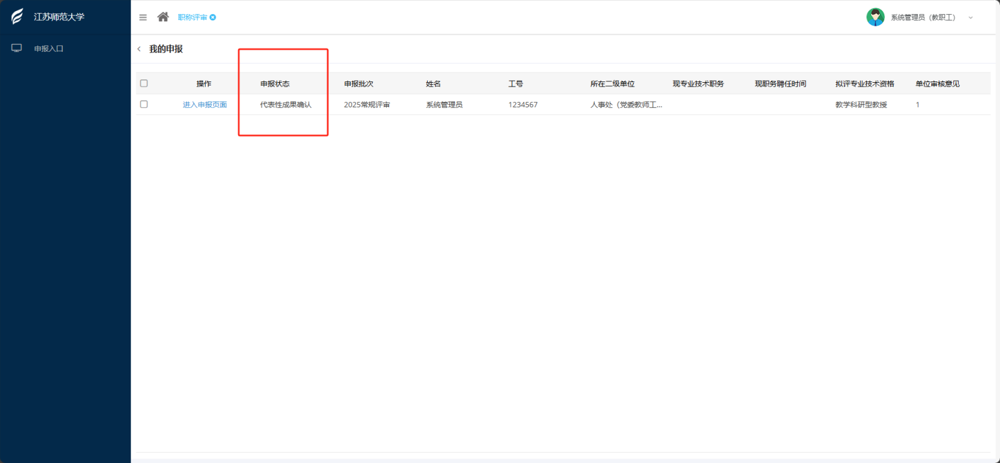 江苏师范大学
职称评审
系统管理员（教职工）
申报入口
我的申报
操作 申报状态 申报批次 姓名 工号 所在二级单位 现专业技术职务 现职务聘任时间 拟评专业技术资格 单位审核意见
进入申报页面 代表性成果确认 2025常规评审 系统管理员 1234567 人事处（党委教师工... 教学科研型教授 1